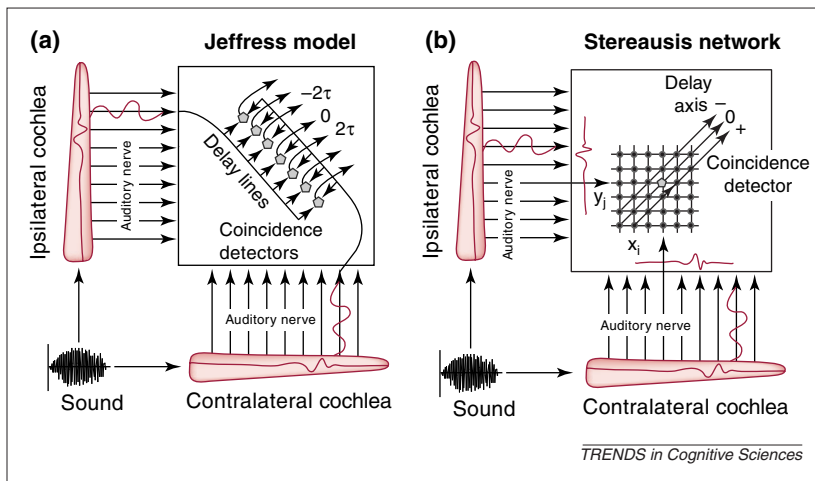 (a)
Jeffress model
Ipsilateral cochlea
Auditory nerve
−2τ
0
2τ
Delay lines
Coincidence
detectors
Auditory nerve
Sound
Contralateral cochlea
(b)
Stereausis network
Ipsilateral cochlea
Auditory nerve
Delay
axis
−
0
+
Coincidence
detector
yj
xi
Auditory nerve
Sound
Contralateral cochlea
TRENDS in Cognitive Sciences